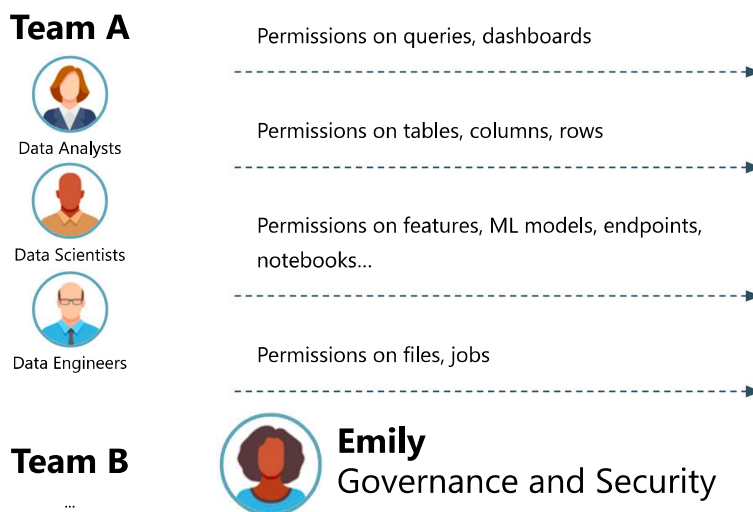 Team A
Data Analysts
Data Scientists
Data Engineers
Team B
...
Permissions on queries, dashboards
Permissions on tables, columns, rows
Permissions on features, ML models, endpoints,
notebooks...
Permissions on files, jobs
Emily
Governance and Security